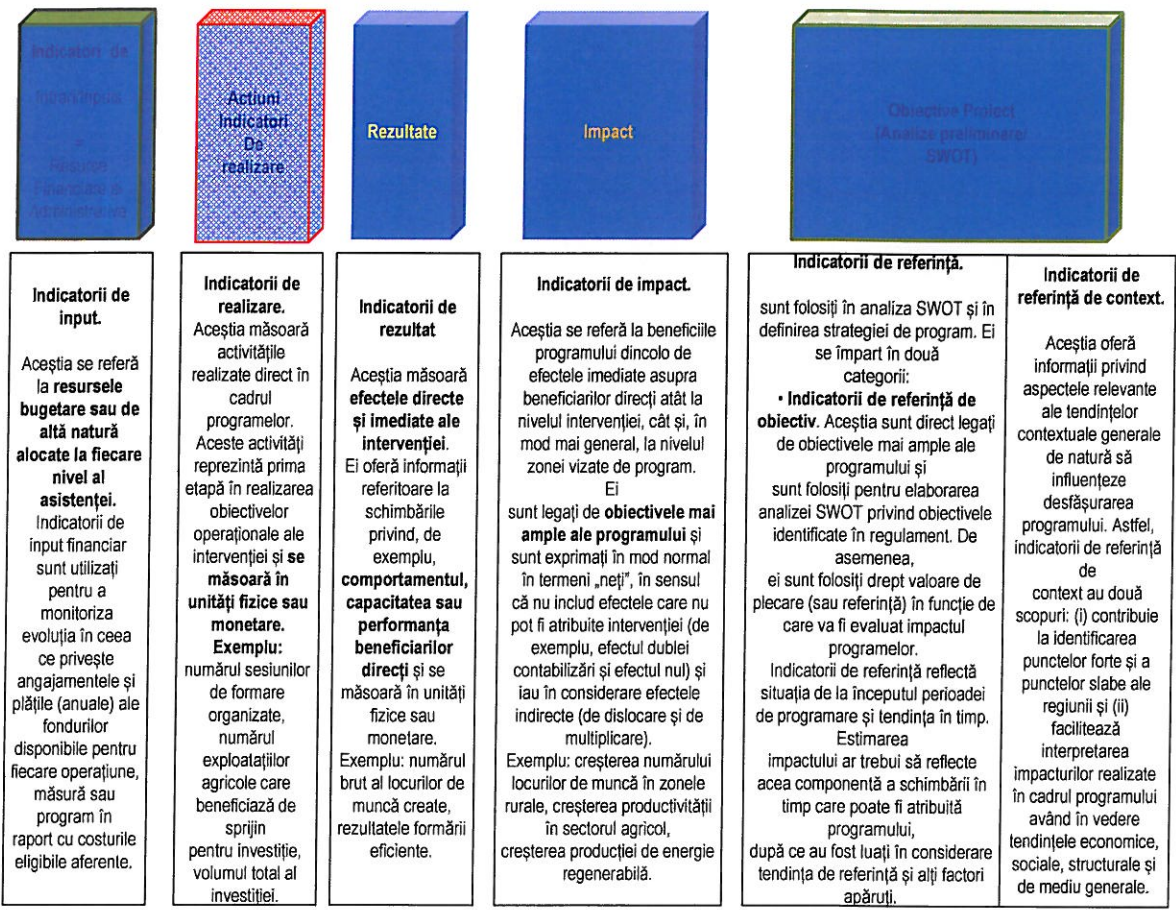 Indicatori de
Intrari/Inputs
=
Resurse
Financiare si
Administrative
Actiuni
Indicatori
De
realizare
Rezultate
Impact
Obiective Proiect
(Analize preliminare/
SWOT)
Indicatorii de
input.
Aceștia se referă
la resursele
bugetare sau de
altă natură
alocate la fiecare
nivel al
asistenței.
Indicatorii de
input financiar
sunt utilizați
pentru a
monitoriza
evoluția în ceea
ce privește
angajamentele și
plățile (anuale) ale
fondurilor
disponibile pentru
fiecare operațiune,
măsură sau
program în
raport cu costurile
eligibile aferente.
Indicatorii de
realizare.
Aceștia măsoară
activitățile
realizate direct în
cadrul
programelor.
Aceste activități
reprezintă prima
etapă în realizarea
obiectivelor
operaționale ale
intervenției și se
măsoară în
unități fizice sau
monetare.
Exemplu:
numărul sesiunilor
de formare
organizate,
numărul
exploatațiilor
agricole care
beneficiază de
sprijin
pentru investiție,
volumul total al
investiției.
Indicatorii de
rezultat
Aceștia măsoară
efectele directe
și imediate ale
intervenției.
Ei oferă informații
referitoare la
schimbările
privind, de
exemplu,
comportamentul,
capacitatea sau
performanța
beneficiarilor
direcți și se
măsoară în unități
fizice sau
monetare.
Exemplu: numărul
brut al locurilor de
muncă create,
rezultatele formării
eficiente.
Indicatorii de impact.
Aceștia se referă la beneficiile
programului dincolo de
efectele imediate asupra
beneficiarilor direcți atât la
nivelul intervenției, cât și, în
mod mai general, la nivelul
zonei vizate de program.
Ei
sunt legați de obiectivele mai
ample ale programului și
sunt exprimați în mod normal
în termeni „neți”, în sensul
că nu includ efectele care nu
pot fi atribuite intervenției (de
exemplu, efectul dublei
contabilizări și efectul nul) și
iau în considerare efectele
indirecte (de dislocare și de
multiplicare).
Exemplu: creșterea numărului
locurilor de muncă în zonele
rurale, creșterea productivității
în sectorul agricol,
creșterea producției de energie
regenerabilă.
Indicatorii de referință.
sunt folosiți în analiza SWOT și în
definirea strategiei de program. Ei
se împart în două
categorii:
• Indicatorii de referință de
obiectiv. Aceștia sunt direct legați
de obiectivele mai ample ale
programului și
sunt folosiți pentru elaborarea
analizei SWOT privind obiectivele
identificate în regulament. De
asemenea,
ei sunt folosiți drept valoare de
plecare (sau referință) în funcție de
care va fi evaluat impactul
programelor.
Indicatorii de referință reflectă
situația de la începutul perioadei
de programare și tendința în timp.
Estimarea
impactului ar trebui să reflecte
acea componentă a schimbării în
timp care poate fi atribuită
programului,
după ce au fost luați în considerare
tendința de referință și alți factori
apăruți.
Indicatorii de
referință de context.
Aceștia oferă
informații privind
aspectele relevante
ale tendințelor
contextuale generale
de natură să
influențeze
desfășurarea
programului. Astfel,
indicatorii de referință
de
context au două
scopuri: (i) contribuie
la identificarea
punctelor forte și a
punctelor slabe ale
regiunii și (ii)
facilitează
interpretarea
impacturilor realizate
în cadrul programului
având în vedere
tendințele economice,
sociale, structurale și
de mediu generale.